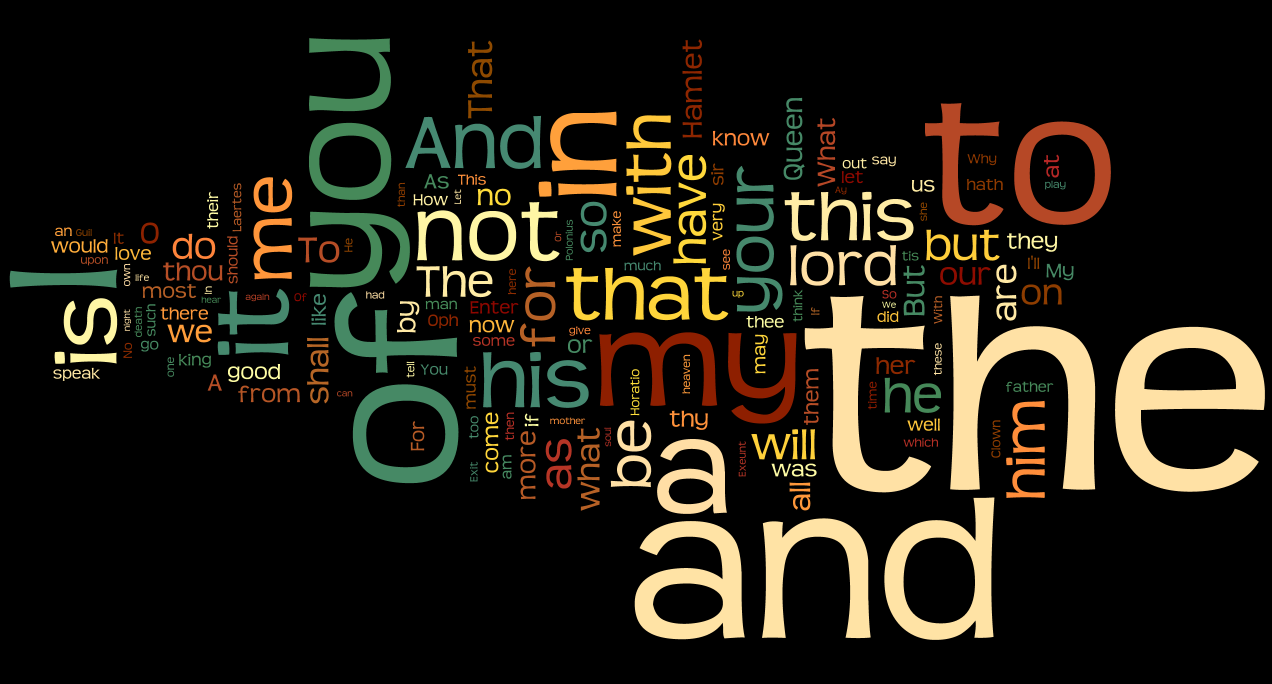 you
That
Hamlet
And
in
with
know
Queen
What
to
out
say
Why
at
As
This
than
How
Let
no
me
their
Laertes
have
sir
let
Ay
us
hath
play
not
or
Polonius
so
make
very
your
this
she
an
Guil
It
O
do
should
To
He
would
upon
love
thou
The
here
for
much
see
lord
but
they
tis
But
our
I'll
My
are
on
I
is
own
life
most
In
hear
again
Of
it
like
had
by
man
Oph
Enter
now
some
that
up
think
If
So
We
did
With
night
No
death
such
go
there
we
shall
of
give
or
thee
may
my
the
speak
one
king
A
good
from
can
tell
You
must
his
heaven
Horatio
them
her
time
he
these
father
For
too
come
then
if
mother
soul
be
thy
will
was
well
which
Clown
him
Exit
am
more
as
what
a
Exeunt
all
and